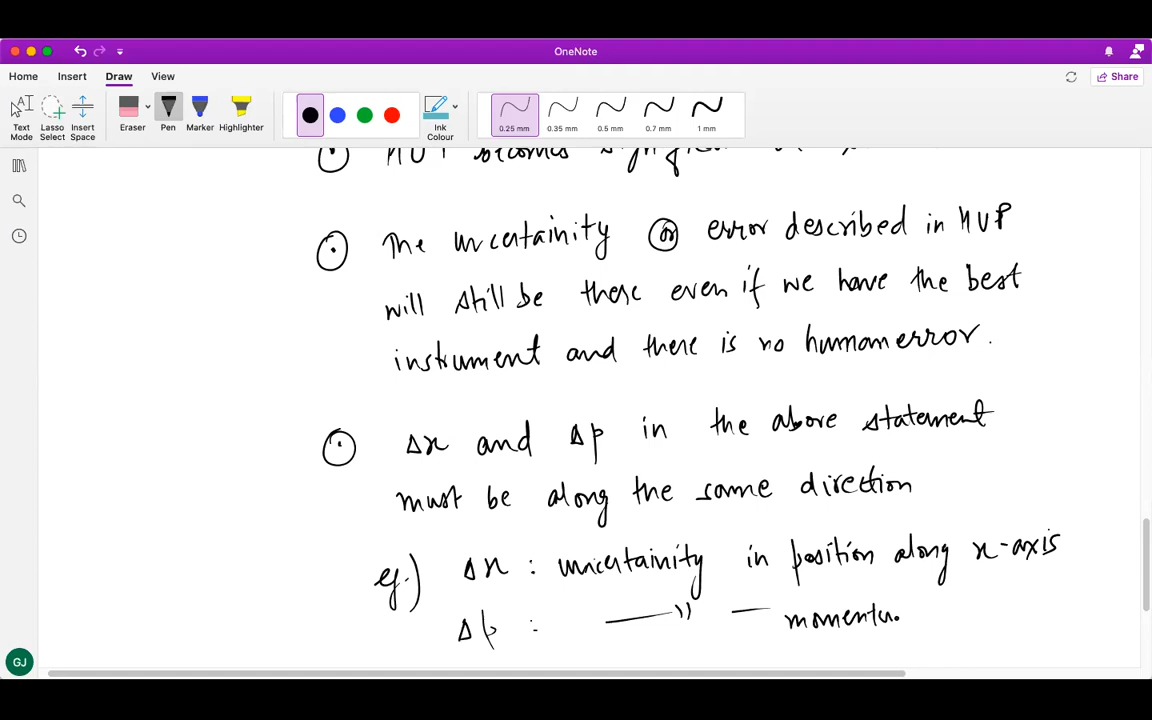 OneNote
Home Insert Draw View
Share
Text Mode
Lasso Select
Insert Space
Eraser
Pen
Marker
Highlighter
Ink Colour
0.25 mm
0.35 mm
0.5 mm
0.7 mm
1 mm
HUP becomes
The uncertainity or error described in HUP
will still be there even if we have the best
instrument and there is no human error.
Δx and Δp in the above statement
must be along the same direction
eg.) Δx : uncertainity in position along x-axis
Δp : —— " —— momentu
GJ